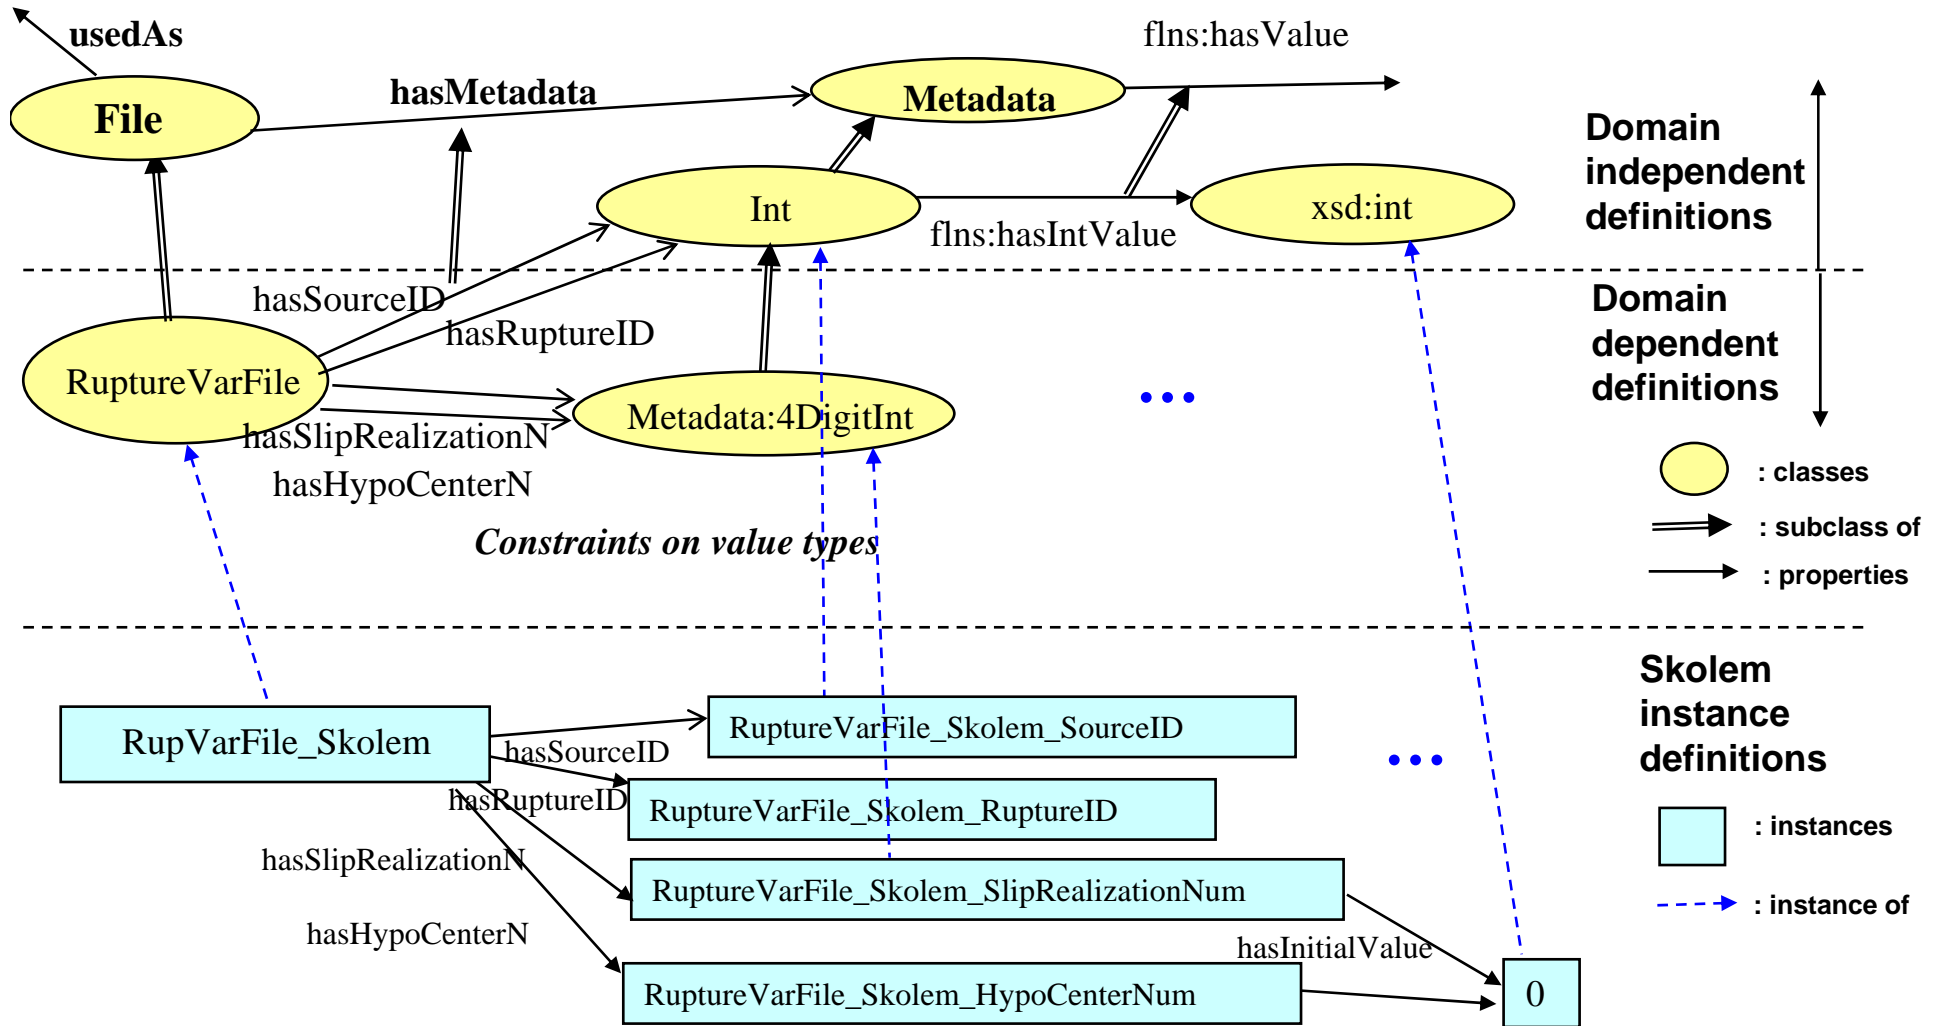 usedAs
flns:hasValue
hasMetadata
Metadata
File
Domain
independent
definitions
Int
xsd:int
flns:hasIntValue
hasSourceID
Domain
dependent
definitions
hasRuptureID
RuptureVarFile
Metadata:4DigitInt
...
hasSlipRealizationN
hasHypoCenterN
: classes
Constraints on value types
: subclass of
: properties
Skolem
instance
definitions
RupVarFile_Skolem
RuptureVarFile_Skolem_SourceID
hasSourceID
...
hasRuptureID
RuptureVarFile_Skolem_RuptureID
: instances
hasSlipRealizationN
RuptureVarFile_Skolem_SlipRealizationNum
: instance of
hasHypoCenterN
hasInitialValue
RuptureVarFile_Skolem_HypoCenterNum
0